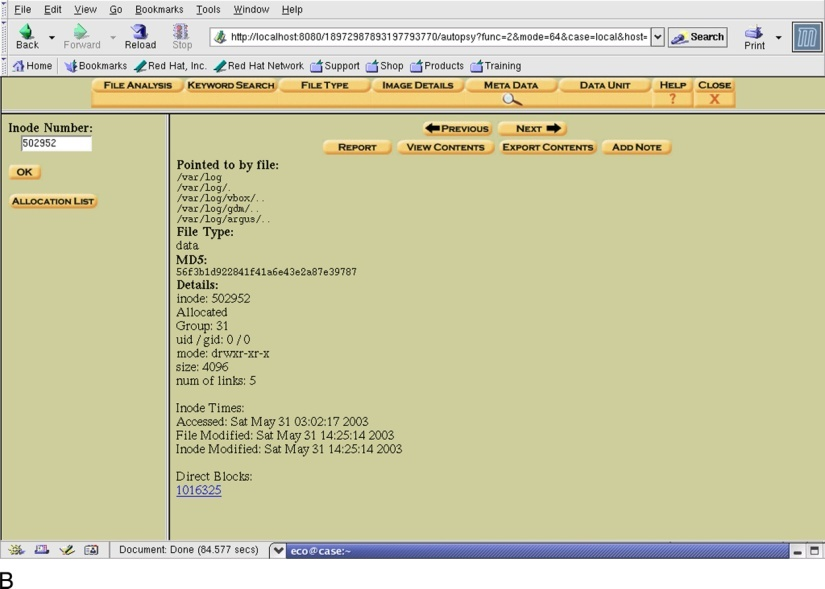 File Edit View Go Bookmarks Tools Window Help
Back Forward Reload Stop http://localhost:8080/18972987893197793770/autopsy?func=2&mode=64&case=local&host= Search Print
Home Bookmarks Red Hat, Inc. Red Hat Network Support Shop Products Training
FILE ANALYSIS KEYWORD SEARCH FILE TYPE IMAGE DETAILS META DATA DATA UNIT HELP CLOSE
? X
Inode Number:
502952
OK
ALLOCATION LIST
PREVIOUS NEXT
REPORT VIEW CONTENTS EXPORT CONTENTS ADD NOTE
Pointed to by file:
/var/log
/var/log/.
/var/log/vbox/..
/var/log/gdm/..
/var/log/argus/..
File Type:
data
MD5:
56f3b1d922841f41a6e43e2a87e39787
Details:
inode: 502952
Allocated
Group: 31
uid / gid: 0 / 0
mode: drwxr-xr-x
size: 4096
num of links: 5
Inode Times:
Accessed: Sat May 31 03:02:17 2003
File Modified: Sat May 31 14:25:14 2003
Inode Modified: Sat May 31 14:25:14 2003
Direct Blocks:
1016325
Document: Done (84.577 secs) eco@case:~
B